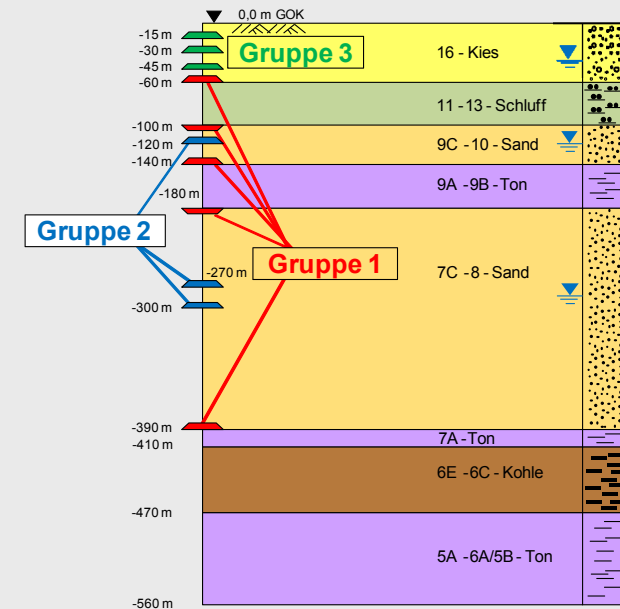 0,0 m GOK
-15 m
-30 m
-45 m
-60 m
Gruppe 3
16 - Kies
11 - 13 - Schluff
-100 m
-120 m
-140 m
9C - 10 - Sand
-180 m
9A - 9B - Ton
Gruppe 2
Gruppe 1
-270 m
7C - 8 - Sand
-300 m
-390 m
-410 m
7A - Ton
6E - 6C - Kohle
-470 m
5A - 6A/5B - Ton
-560 m